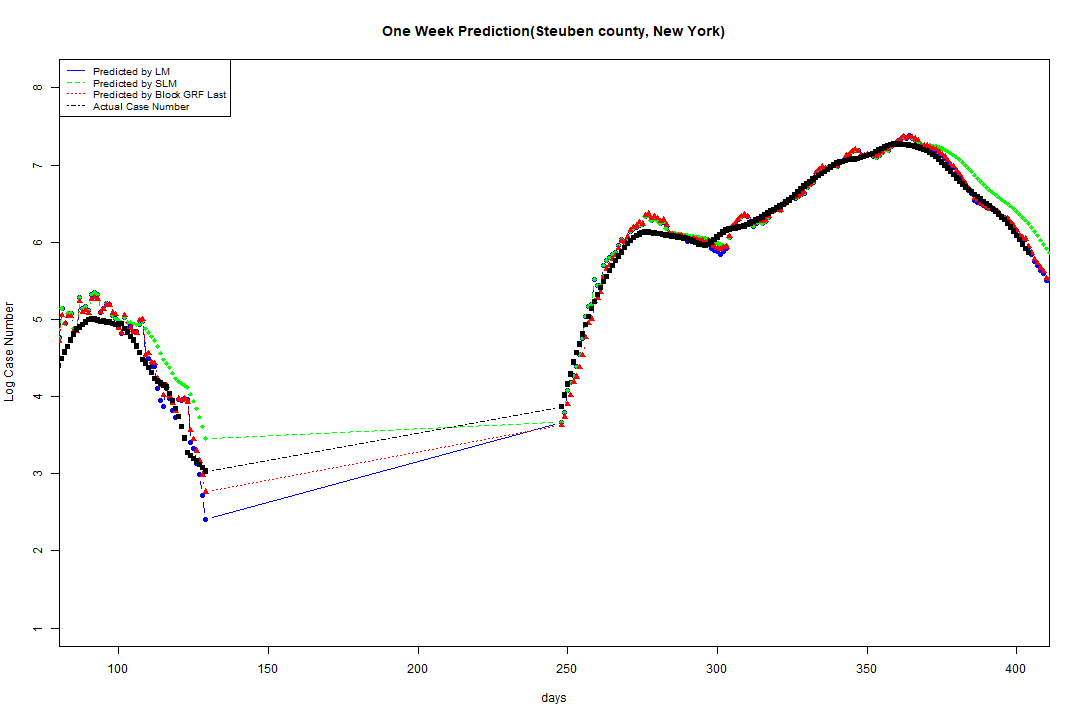 One Week Prediction(Steuben county, New York)
Predicted by LM
Predicted by SLM
Predicted by Block GRF Last
Actual Case Number
8
7
6
5
4
3
2
1
Log Case Number
100 150 200 250 300 350 400
days